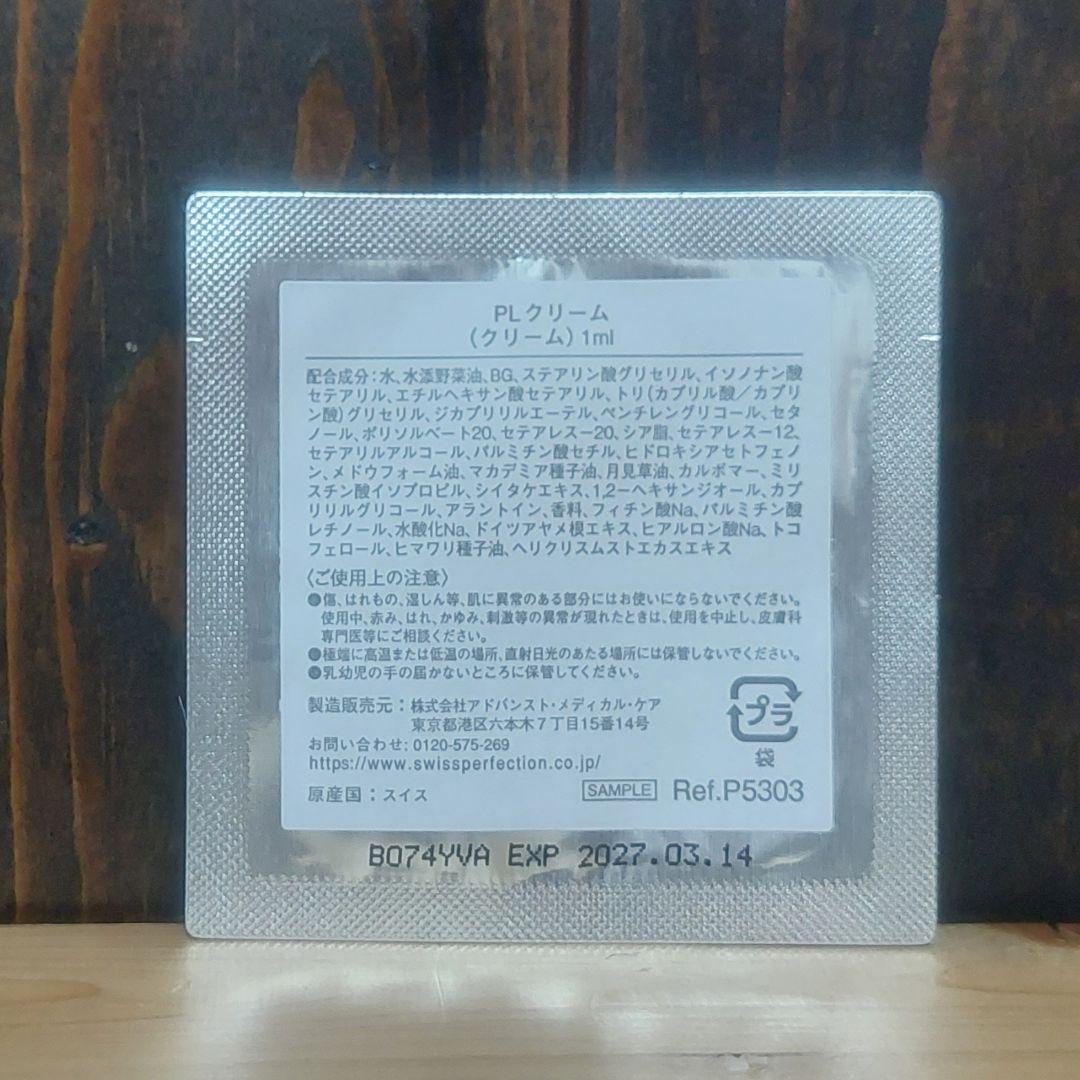 PLクリーム
(クリーム) 1ml
配合成分:水、水添野菜油、BG、ステアリン酸グリセリル、イソノナン酸
セテアリル、エチルヘキサン酸セテアリル、トリ(カプリル酸/カプリ
ン酸)グリセリル、ジカプリリルエーテル、ペンチレングリコール、セタ
ノール、ポリソルベート20、セテアレス-20、シア脂、セテアレス-12、
セテアリルアルコール、パルミチン酸セチル、ヒドロキシアセトフェノ
ン、メドウフォーム油、マカデミア種子油、月見草油、カルボマー、ミリ
スチン酸イソプロピル、シイタケエキス、1,2-ヘキサンジオール、カプ
リリルグリコール、アラントイン、香料、フィチン酸Na、パルミチン酸
レチノール、水酸化Na、ドイツアヤメ根エキス、ヒアルロン酸Na、トコ
フェロール、ヒマワリ種子油、ヘリクリスムストエカスエキス
〈ご使用上の注意〉
●傷、はれもの、湿しん等、肌に異常のある部分にはお使いにならないでください。
使用中、赤み、はれ、かゆみ、刺激等の異常が現れたときは、使用を中止し、皮膚科
専門医等にご相談ください。
●極端に高温または低温の場所、直射日光のあたる場所には保管しないでください。
●乳幼児の手の届かないところに保管してください。
製造販売元:株式会社アドバンスト・メディカル・ケア
東京都港区六本木7丁目15番14号
お問い合わせ: 0120-575-269
https://www.swissperfection.co.jp/
プラ
袋
原産国:スイス
SAMPLE Ref.P5303
B074YVA EXP 2027.03.14